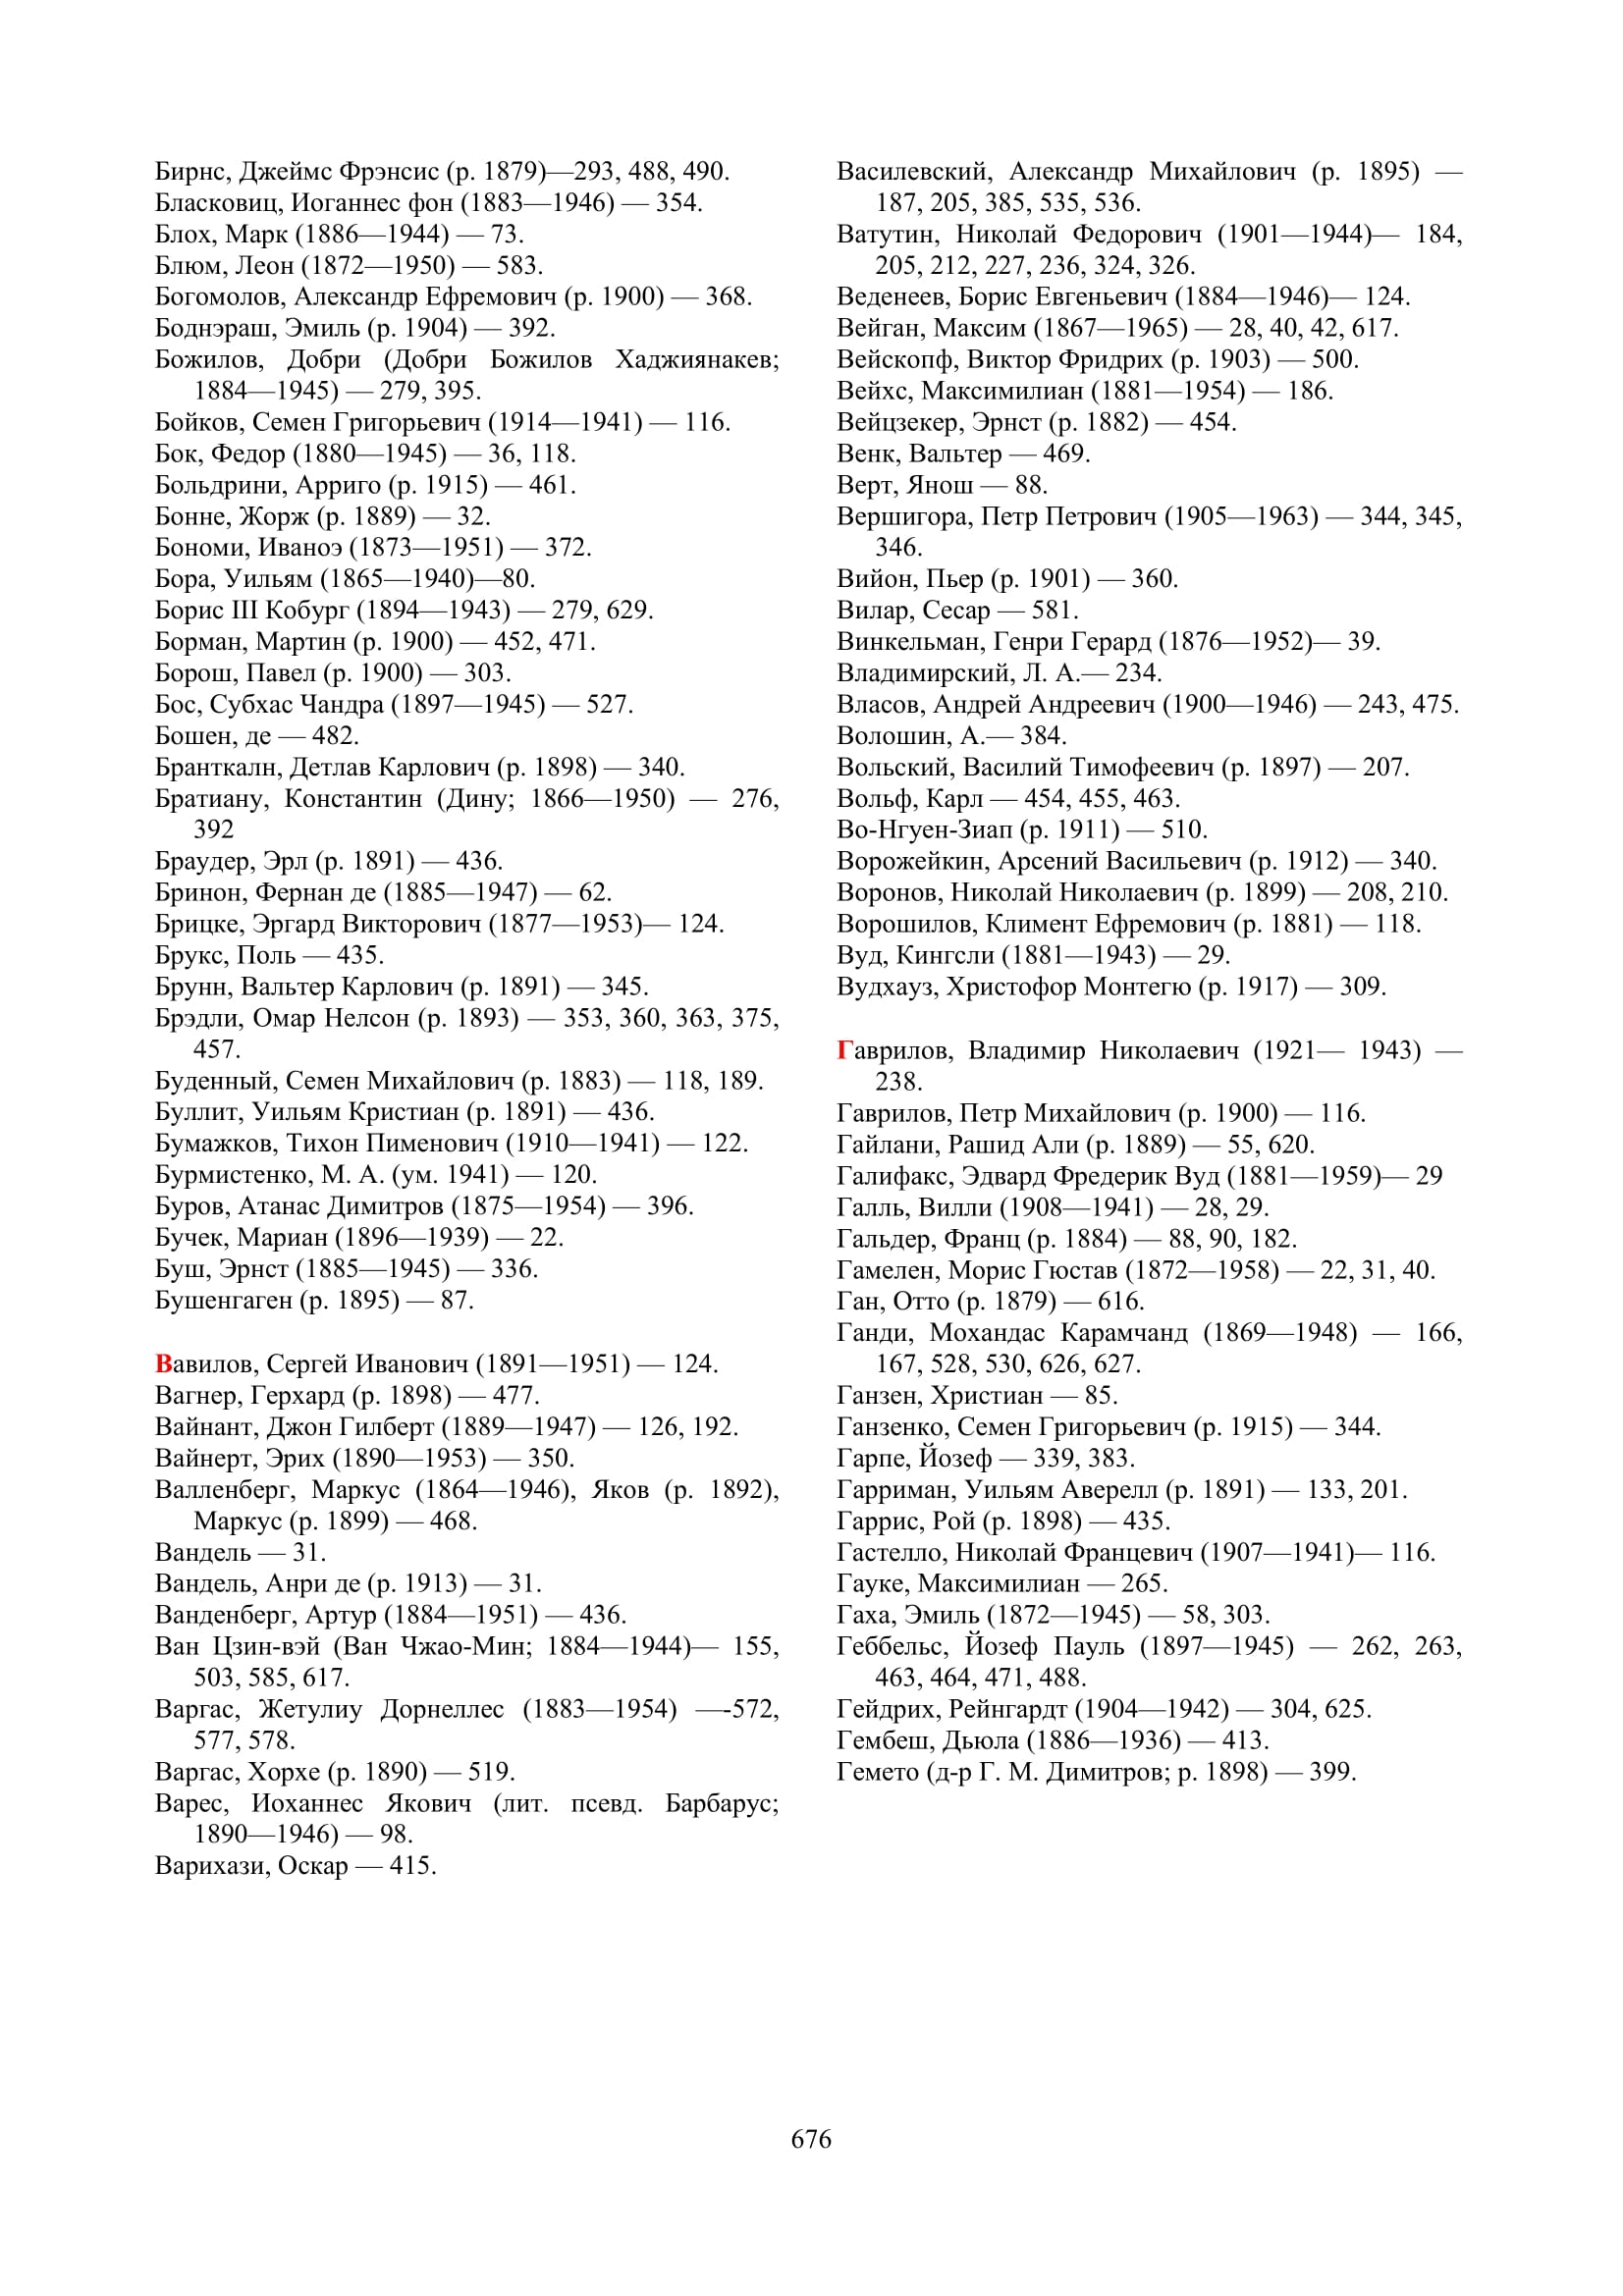 Бирнс, Джеймс Фрэнсис (р. 1879)—293, 488, 490.
Бласковиц, Иоганнес фон (1883—1946) — 354.
Блох, Марк (1886—1944) — 73.
Блюм, Леон (1872—1950) — 583.
Богомолов, Александр Ефремович (р. 1900) — 368.
Боднэраш, Эмиль (р. 1904) — 392.
Божилов, Добри (Добри Божилов Хаджиянакев;
1884—1945) — 279, 395.
Бойков, Семен Григорьевич (1914—1941) — 116.
Бок, Федор (1880—1945) — 36, 118.
Больдрини, Арриго (р. 1915) — 461.
Бонне, Жорж (р. 1889) — 32.
Бономи, Иваноэ (1873—1951) — 372.
Бора, Уильям (1865—1940)—80.
Борис III Кобург (1894—1943) — 279, 629.
Борман, Мартин (р. 1900) — 452, 471.
Борош, Павел (р. 1900) — 303.
Бос, Субхас Чандра (1897—1945) — 527.
Бошен, де — 482.
Бранткалн, Детлав Карлович (р. 1898) — 340.
Братиану, Константин (Дину; 1866—1950) — 276,
392
Браудер, Эрл (р. 1891) — 436.
Бринон, Фернан де (1885—1947) — 62.
Брицке, Эргард Викторович (1877—1953)— 124.
Брукс, Поль — 435.
Брунн, Вальтер Карлович (р. 1891) — 345.
Брэдли, Омар Нелсон (р. 1893) — 353, 360, 363, 375,
457.
Буденный, Семен Михайлович (р. 1883) — 118, 189.
Буллит, Уильям Кристиан (р. 1891) — 436.
Бумажков, Тихон Пименович (1910—1941) — 122.
Бурмистенко, М. А. (ум. 1941) — 120.
Буров, Атанас Димитров (1875—1954) — 396.
Бучек, Мариан (1896—1939) — 22.
Буш, Эрнст (1885—1945) — 336.
Бушенгаген (р. 1895) — 87.
Вавилов, Сергей Иванович (1891—1951) — 124.
Вагнер, Герхард (р. 1898) — 477.
Вайнант, Джон Гилберт (1889—1947) — 126, 192.
Вайнерт, Эрих (1890—1953) — 350.
Валленберг, Маркус (1864—1946), Яков (р. 1892),
Маркус (р. 1899) — 468.
Вандель — 31.
Вандель, Анри де (р. 1913) — 31.
Ванденберг, Артур (1884—1951) — 436.
Ван Цзин-вэй (Ван Чжао-Мин; 1884—1944)— 155,
503, 585, 617.
Варгас, Жетулиу Дорнеллес (1883—1954) —-572,
577, 578.
Варгас, Хорхе (р. 1890) — 519.
Варес, Иоханнес Якович (лит. псевд. Барбарус;
1890—1946) — 98.
Варихази, Оскар — 415.
Василевский, Александр Михайлович (р. 1895) —
187, 205, 385, 535, 536.
Ватутин, Николай Федорович (1901—1944)— 184,
205, 212, 227, 236, 324, 326.
Веденеев, Борис Евгеньевич (1884—1946)— 124.
Вейган, Максим (1867—1965) — 28, 40, 42, 617.
Вейскопф, Виктор Фридрих (р. 1903) — 500.
Вейхс, Максимилиан (1881—1954) — 186.
Вейцзекер, Эрнст (р. 1882) — 454.
Венк, Вальтер — 469.
Верт, Янош — 88.
Вершигора, Петр Петрович (1905—1963) — 344, 345,
346.
Вийон, Пьер (р. 1901) — 360.
Вилар, Сесар — 581.
Винкельман, Генри Герард (1876—1952)— 39.
Владимирский, Л. А.— 234.
Власов, Андрей Андреевич (1900—1946) — 243, 475.
Волошин, А.— 384.
Вольский, Василий Тимофеевич (р. 1897) — 207.
Вольф, Карл — 454, 455, 463.
Во-Нгуен-Зиап (р. 1911) — 510.
Ворожейкин, Арсений Васильевич (р. 1912) — 340.
Воронов, Николай Николаевич (р. 1899) — 208, 210.
Ворошилов, Климент Ефремович (р. 1881) — 118.
Вуд, Кингсли (1881—1943) — 29.
Вудхауз, Христофор Монтегю (р. 1917) — 309.
Гаврилов, Владимир Николаевич (1921— 1943) —
238.
Гаврилов, Петр Михайлович (р. 1900) — 116.
Гайлани, Рашид Али (р. 1889) — 55, 620.
Галифакс, Эдвард Фредерик Вуд (1881—1959)— 29
Галль, Вилли (1908—1941) — 28, 29.
Гальдер, Франц (р. 1884) — 88, 90, 182.
Гамелен, Морис Гюстав (1872—1958) — 22, 31, 40.
Ган, Отто (р. 1879) — 616.
Ганди, Мохандас Карамчанд (1869—1948) — 166,
167, 528, 530, 626, 627.
Ганзен, Христиан — 85.
Ганзенко, Семен Григорьевич (р. 1915) — 344.
Гарпе, Йозеф — 339, 383.
Гарриман, Уильям Аверелл (р. 1891) — 133, 201.
Гаррис, Рой (р. 1898) — 435.
Гастелло, Николай Францевич (1907—1941)— 116.
Гауке, Максимилиан — 265.
Гаха, Эмиль (1872—1945) — 58, 303.
Геббельс, Йозеф Пауль (1897—1945) — 262, 263,
463, 464, 471, 488.
Гейдрих, Рейнгардт (1904—1942) — 304, 625.
Гембеш, Дьюла (1886—1936) — 413.
Гемето (д-р Г. М. Димитров; р. 1898) — 399.
676